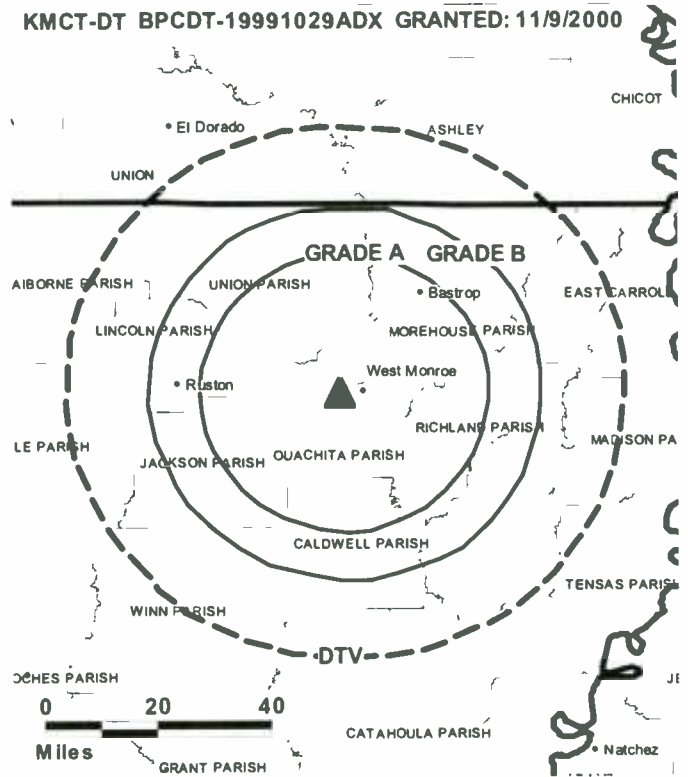 KMCT-DT BPCDT-19991029ADX GRANTED: 11/9/2000
CHICOT
El Dorado
ASHLEY
UNION
GRADE A GRADE B
AIBORNE PARISH
UNION PARISH
Bastrop
EAST CARROLL
LINCOLN PARISH
MOREHOUSE PARISH
West Monroe
Ruston
RICHLAND PARISH
LE PARISH
JACKSON PARISH
OUACHITA PARISH
MADISON PA
CALDWELL PARISH
TENSAS PARISH
WINN PARISH
DTV
OCHES PARISH
JE
0 20 40
Miles
CATAHOULA PARISH
Natchez
GRANT PARISH